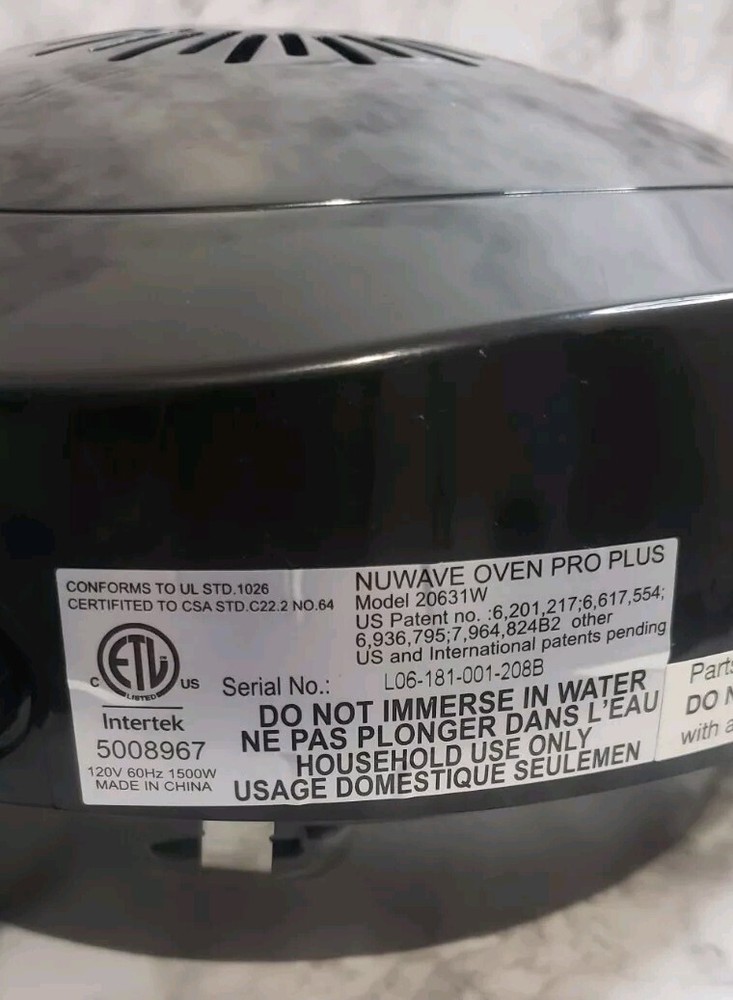 CONFORMS TO UL STD.1026
CERTIFITED TO CSA STD.C22.2 NO.64
C ETL US
LISTED
Intertek
5008967
120V 60Hz 1500W
MADE IN CHINA
NUWAVE OVEN PRO PLUS
Model 20631W
US Patent no. :6,201,217;6,617,554;
6,936,795;7,964,824B2 other
US and International patents pending
Serial No.: L06-181-001-208B
DO NOT IMMERSE IN WATER
NE PAS PLONGER DANS L'EAU
HOUSEHOLD USE ONLY
USAGE DOMESTIQUE SEULEMEN
Parts
DO N
with a